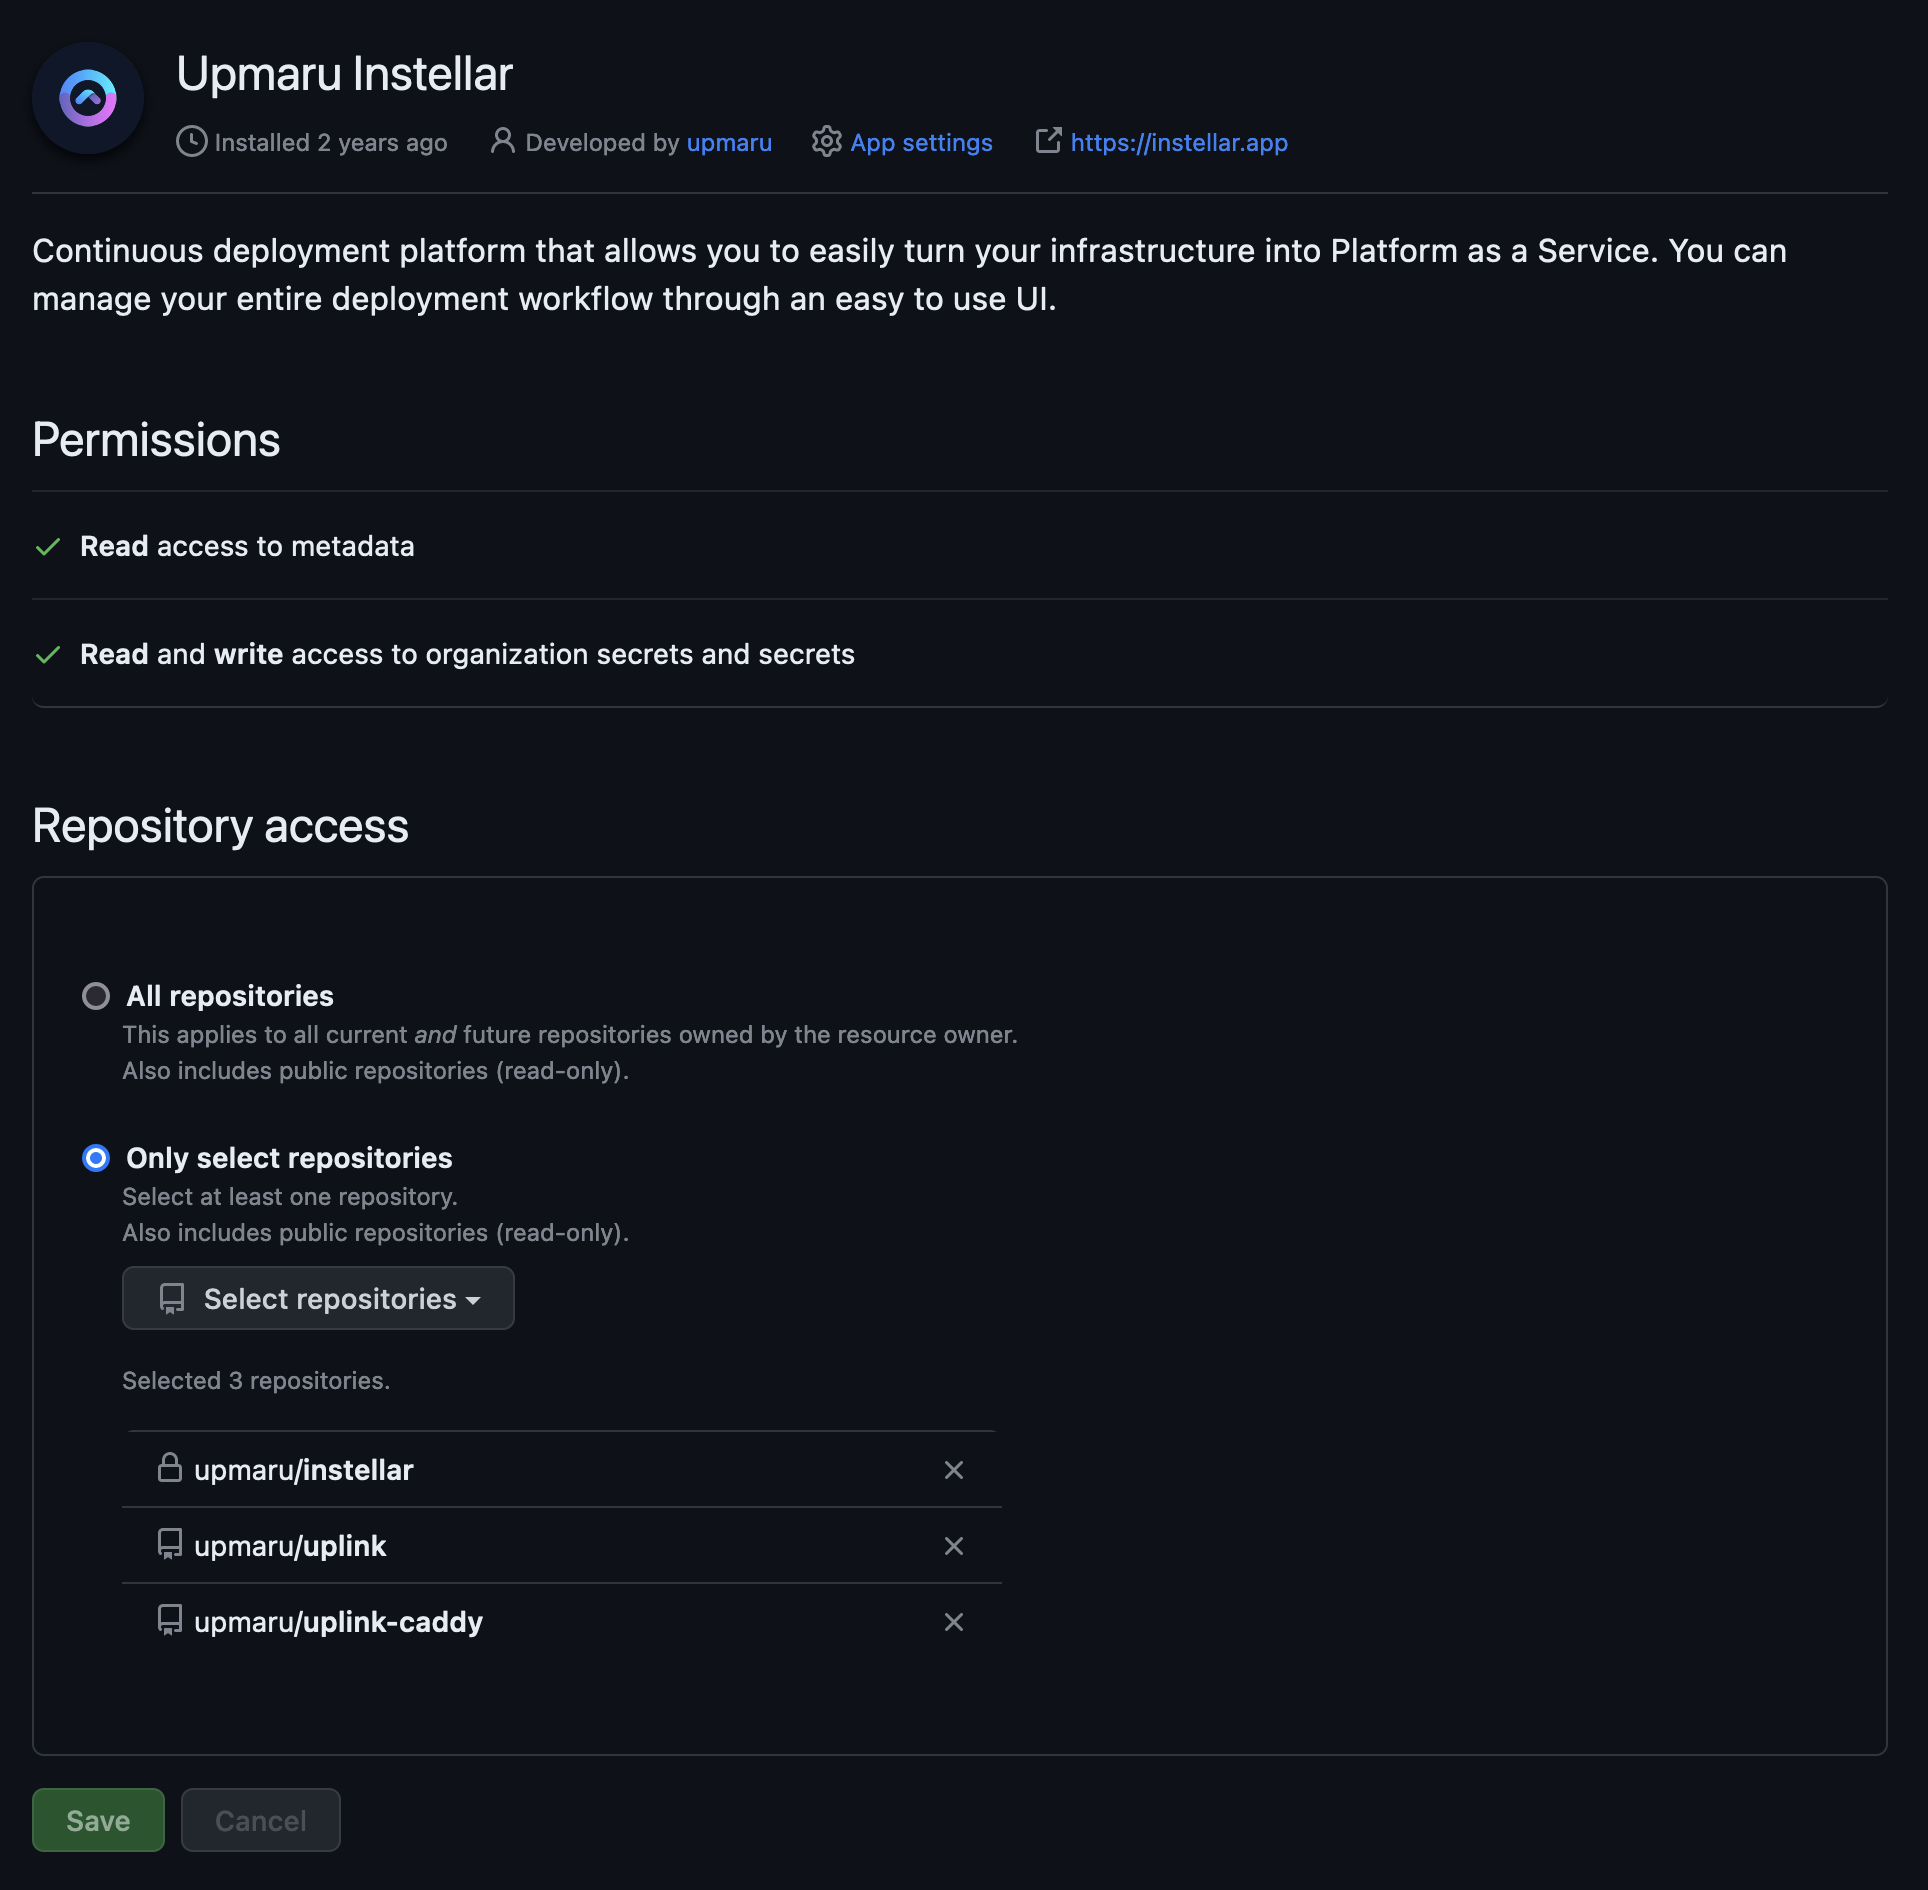 Upmaru Instellar
Installed 2 years ago Developed by upmaru App settings https://instellar.app
Continuous deployment platform that allows you to easily turn your infrastructure into Platform as a Service. You can
manage your entire deployment workflow through an easy to use UI.
Permissions
Read access to metadata
Read and write access to organization secrets and secrets
Repository access
All repositories
This applies to all current and future repositories owned by the resource owner.
Also includes public repositories (read-only).
Only select repositories
Select at least one repository.
Also includes public repositories (read-only).
Select repositories
Selected 3 repositories.
upmaru/instellar
upmaru/uplink
upmaru/uplink-caddy
Save Cancel